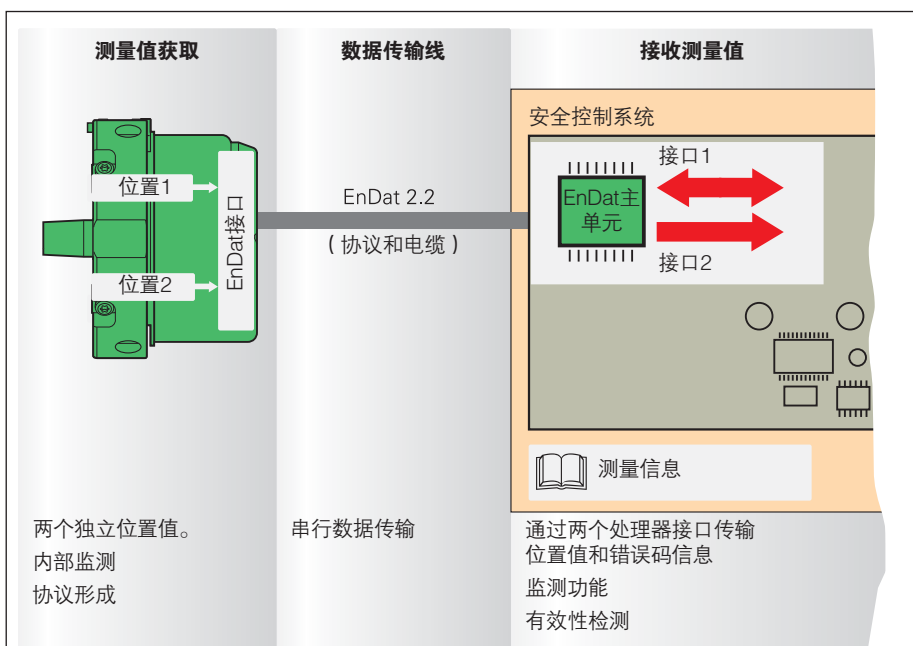 测量值获取
数据传输线
接收测量值
安全控制系统
接口1
EnDat主
单元
接口2
位置1
位置2
EnDat接口
EnDat 2.2
（协议和电缆）
测量信息
两个独立位置值。
内部监测
协议形成
串行数据传输
通过两个处理器接口传输
位置值和错误码信息
监测功能
有效性检测